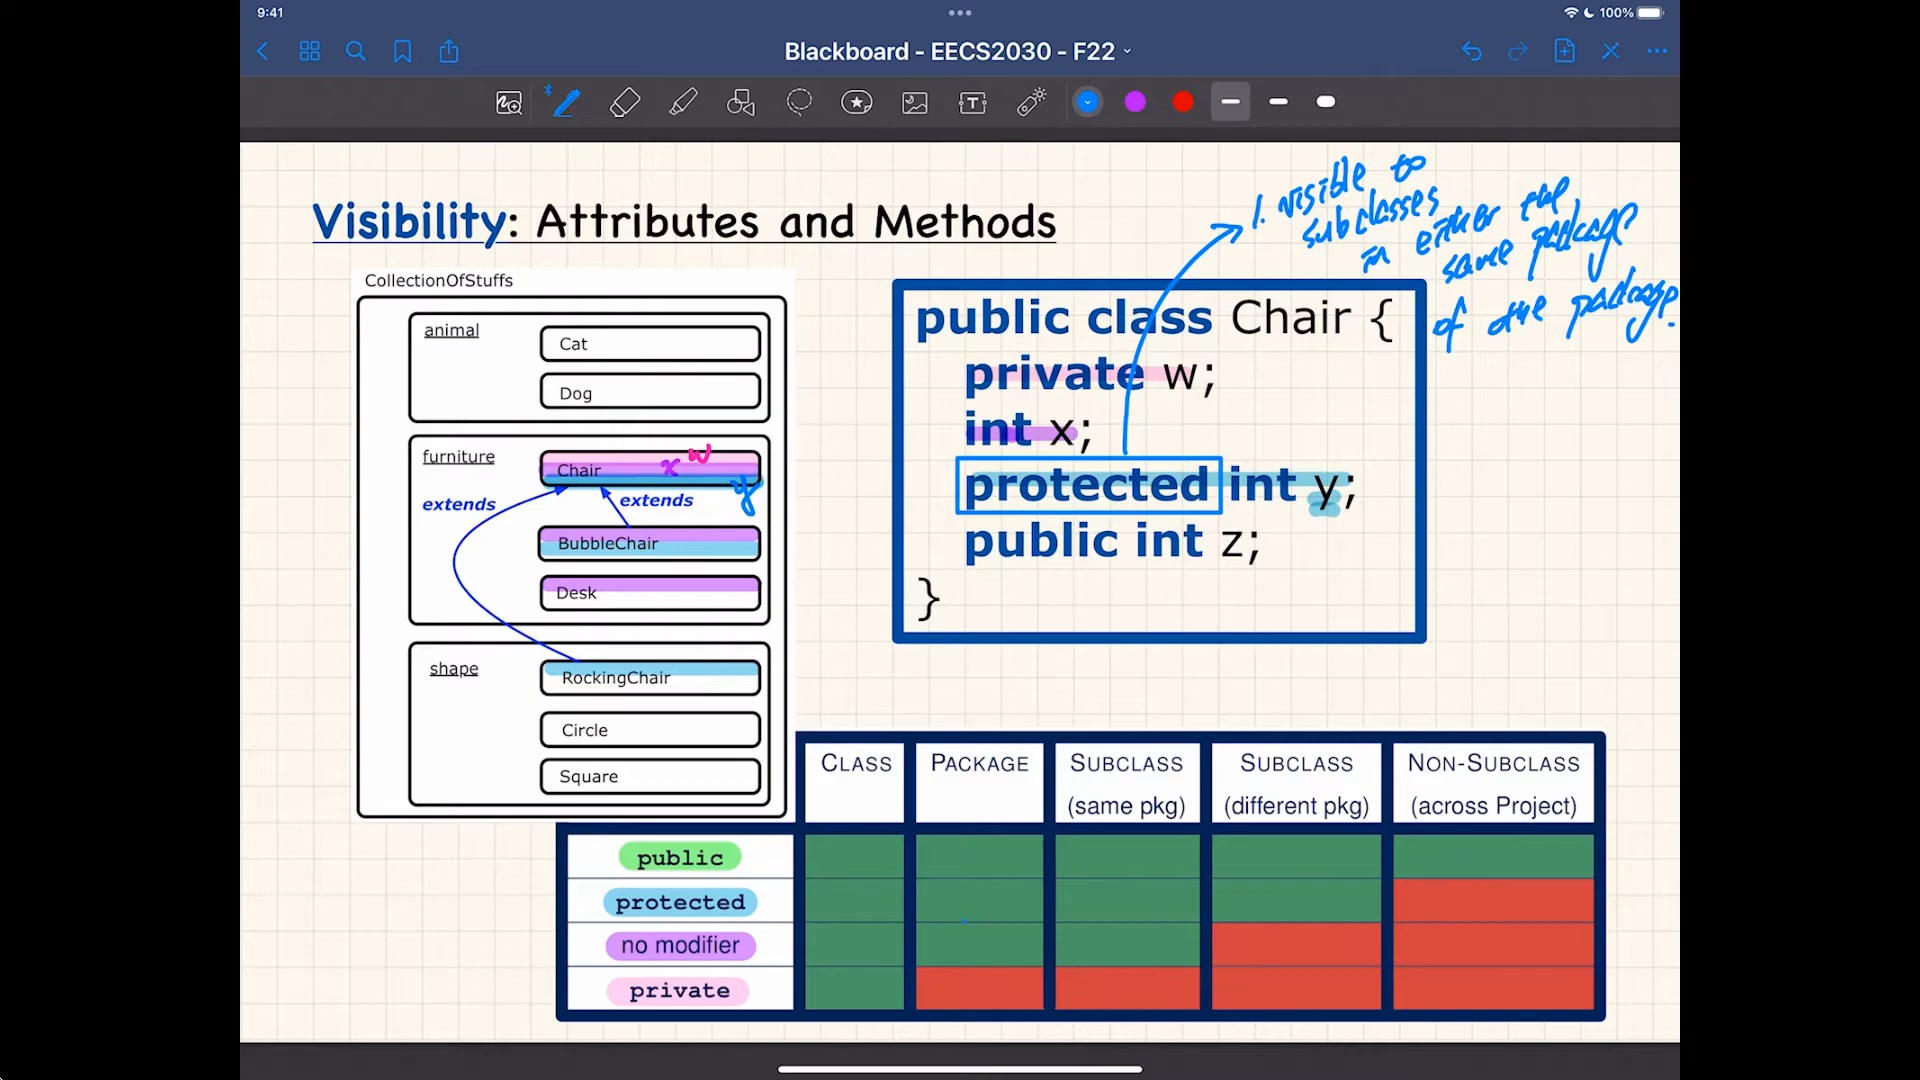 9:41
100%
Blackboard - EECS2030 - F22
Visibility: Attributes and Methods
1. visible to
subclasses
in either the
same package
of the package.
CollectionOfStuffs
animal
Cat
Dog
furniture
Chair x w
y
extends
extends
BubbleChair
Desk
shape
RockingChair
Circle
Square
public class Chair {
private w;
int x;
protected int y;
public int z;
}
CLASS PACKAGE SUBCLASS SUBCLASS NON-SUBCLASS
(same pkg) (different pkg) (across Project)
public
protected
no modifier
private